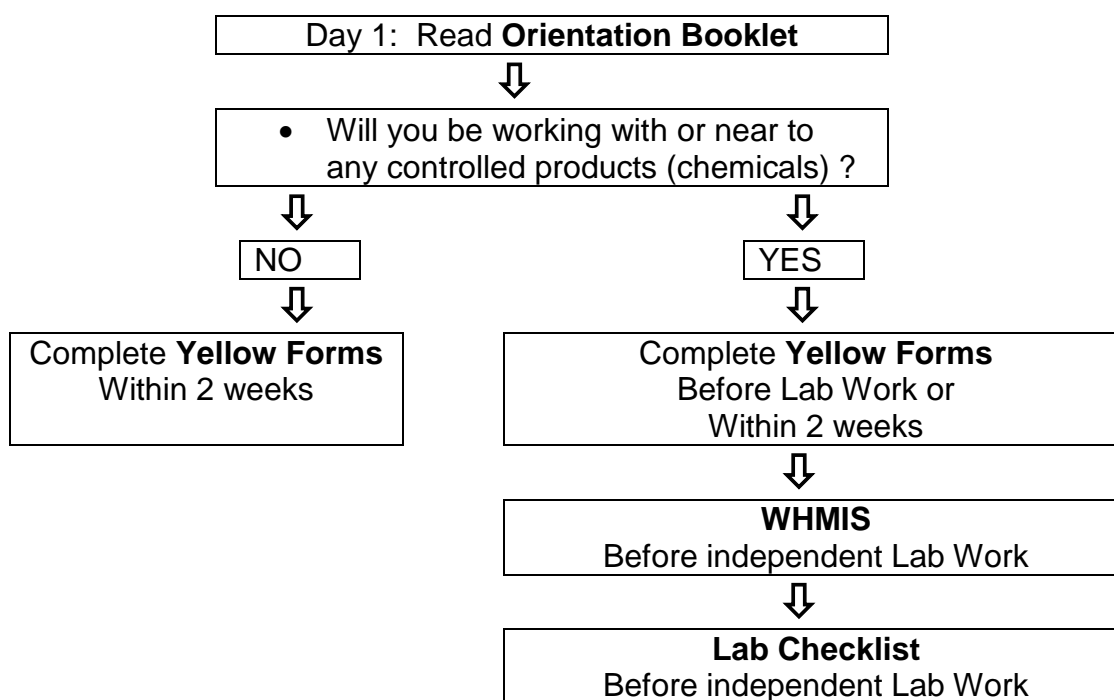 Day 1:  Read Orientation Booklet
• Will you be working with or near to
any controlled products (chemicals) ?
NO
YES
Complete Yellow Forms
Within 2 weeks
Complete Yellow Forms
Before Lab Work or
Within 2 weeks
WHMIS
Before independent Lab Work
Lab Checklist
Before independent Lab Work